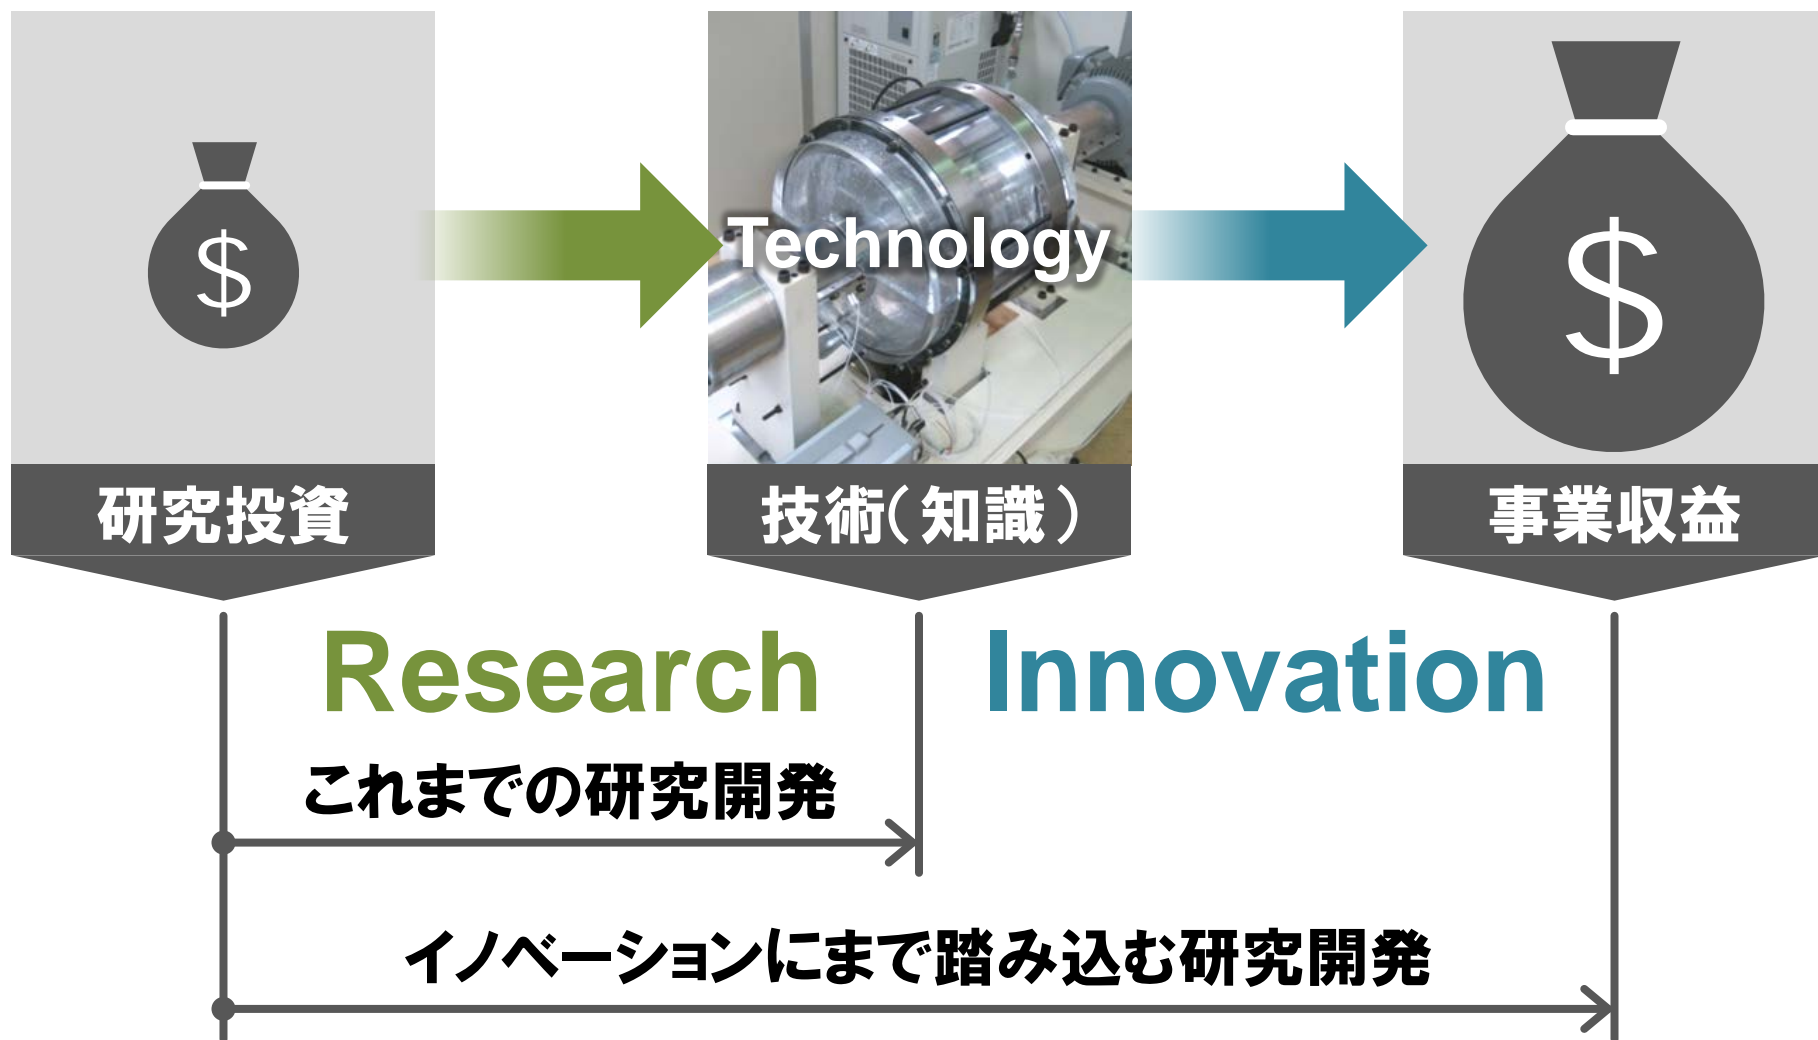 $
Technology
$
研究投資
技術(知識)
事業収益
Research
Innovation
これまでの研究開発
イノベーションにまで踏み込む研究開発